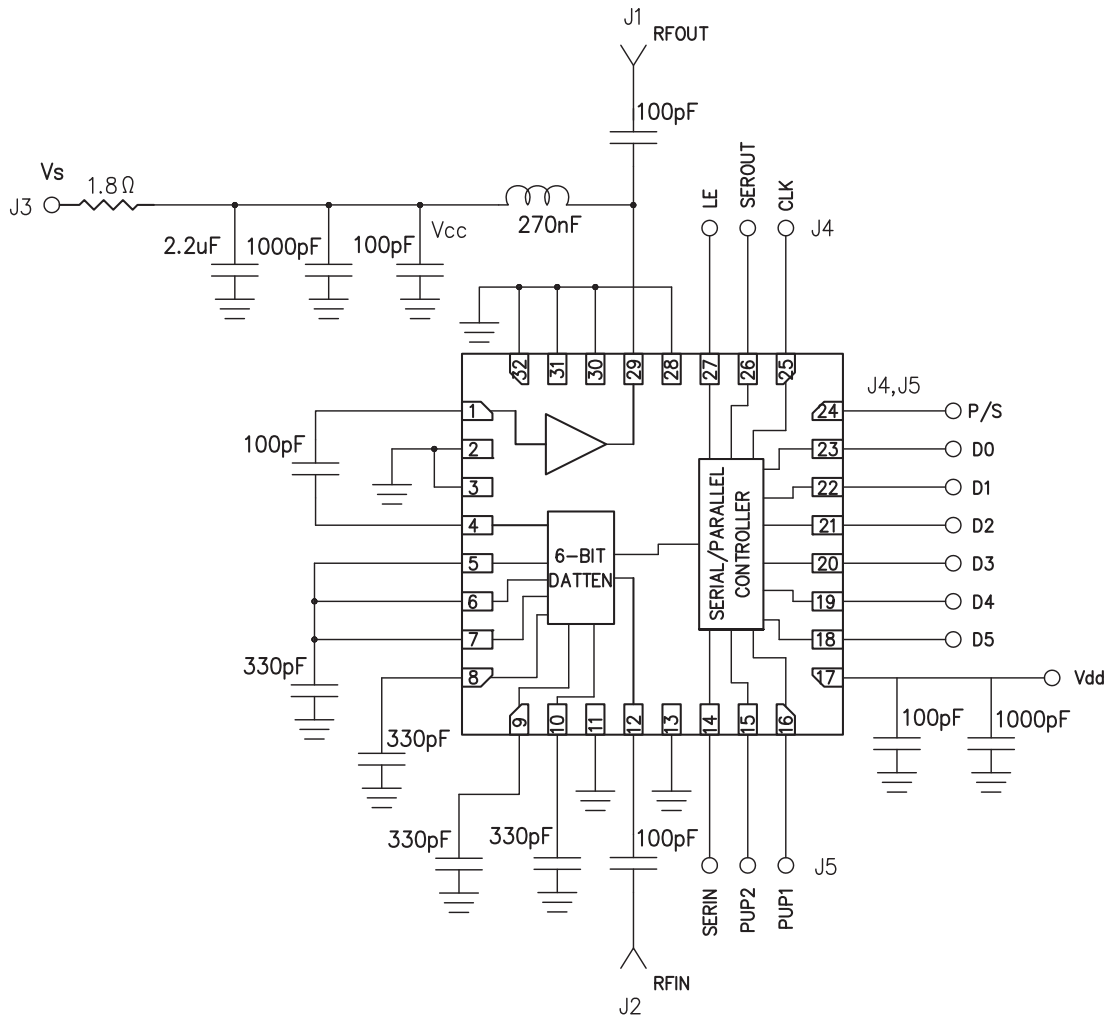 J1
RFOUT
100pF
Vs
1.8Ω
J3
2.2uF
1000pF
100pF
Vcc
270nF
LE
SEROUT
CLK
J4
32
31
30
29
28
27
26
25
J4,J5
1
24
P/S
100pF
2
23
D0
3
22
D1
4
21
D2
5
20
D3
6
19
D4
7
18
D5
8
17
Vdd
6-BIT
DATTEN
SERIAL/PARALLEL
CONTROLLER
330pF
9
10
11
12
13
14
15
16
100pF
1000pF
330pF
330pF
330pF
100pF
SERIN
PUP2
PUP1
J5
RFIN
J2